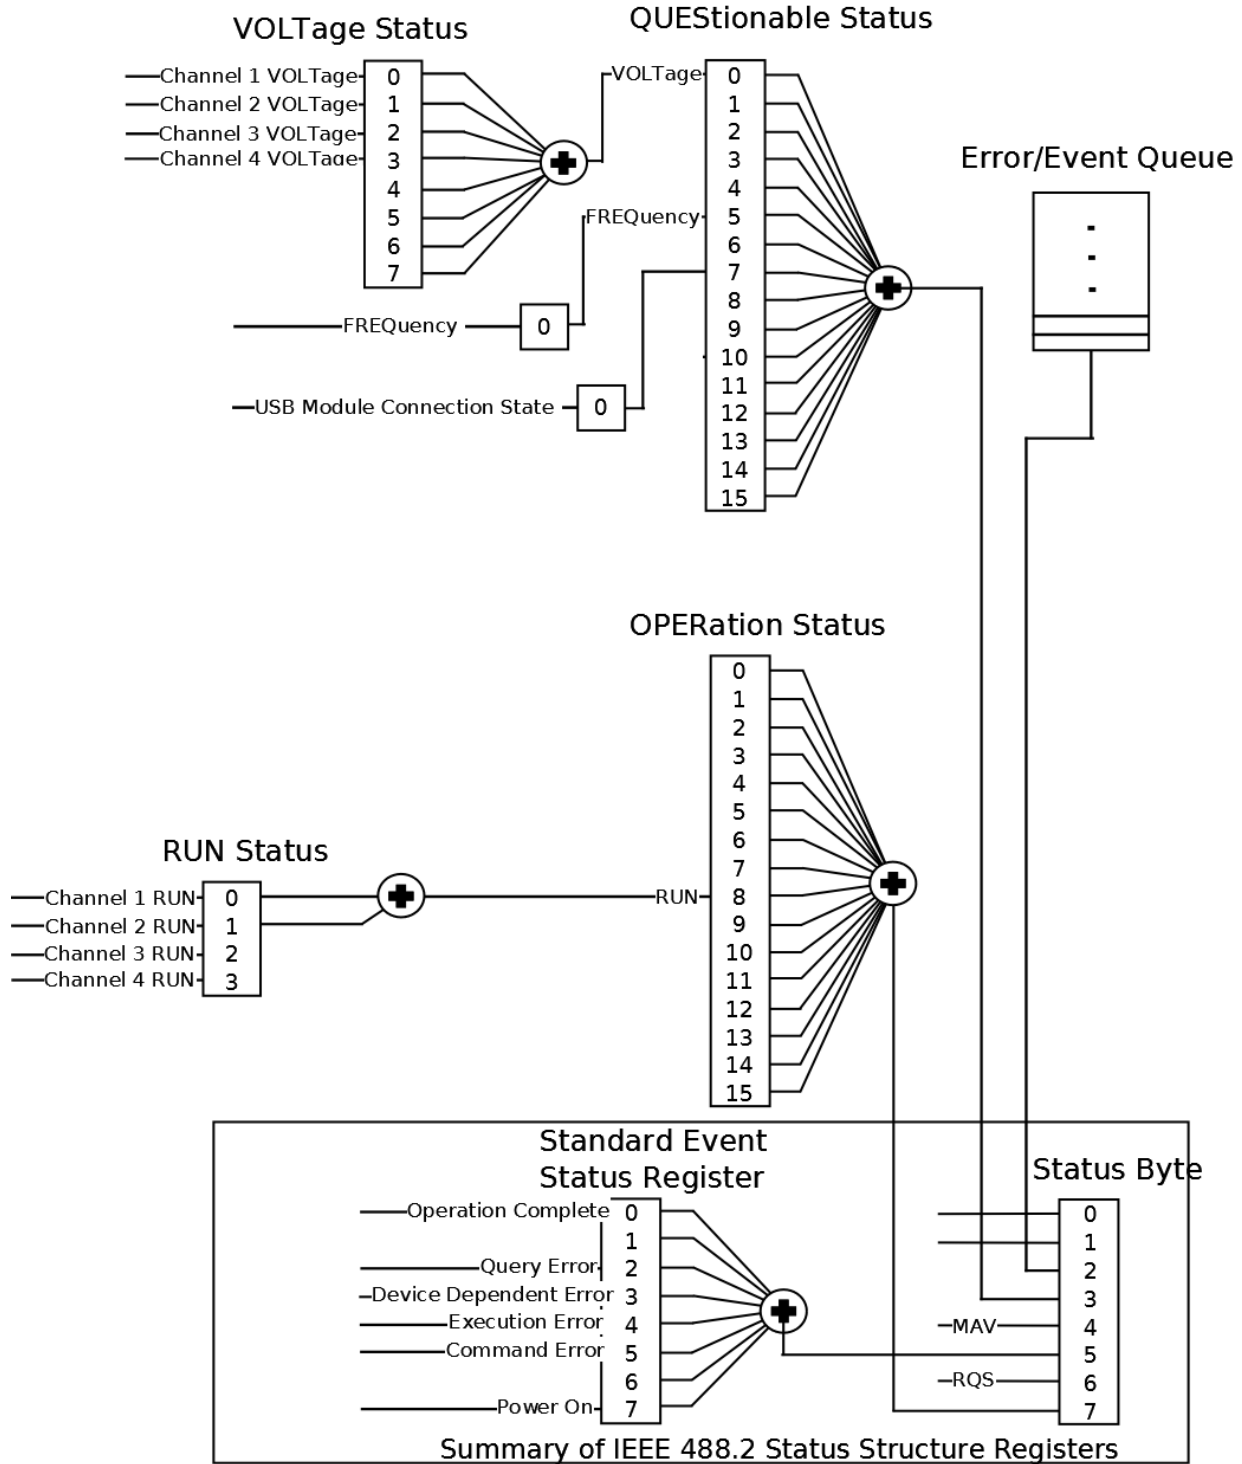 VOLTage Status
Channel 1 VOLTage
Channel 2 VOLTage
Channel 3 VOLTage
Channel 4 VOLTage
0
1
2
3
4
5
6
7
QUEStionable Status
VOLTage
FREQuency
0
1
2
3
4
5
6
7
8
9
10
11
12
13
14
15
FREQuency
0
USB Module Connection State
0
Error/Event Queue
OPERation Status
0
1
2
3
4
5
6
7
8
9
10
11
12
13
14
15
RUN Status
Channel 1 RUN
Channel 2 RUN
Channel 3 RUN
Channel 4 RUN
0
1
2
3
RUN
Standard Event
Status Register
Operation Complete
Query Error
Device Dependent Error
Execution Error
Command Error
Power On
0
1
2
3
4
5
6
7
Status Byte
MAV
RQS
0
1
2
3
4
5
6
7
Summary of IEEE 488.2 Status Structure Registers